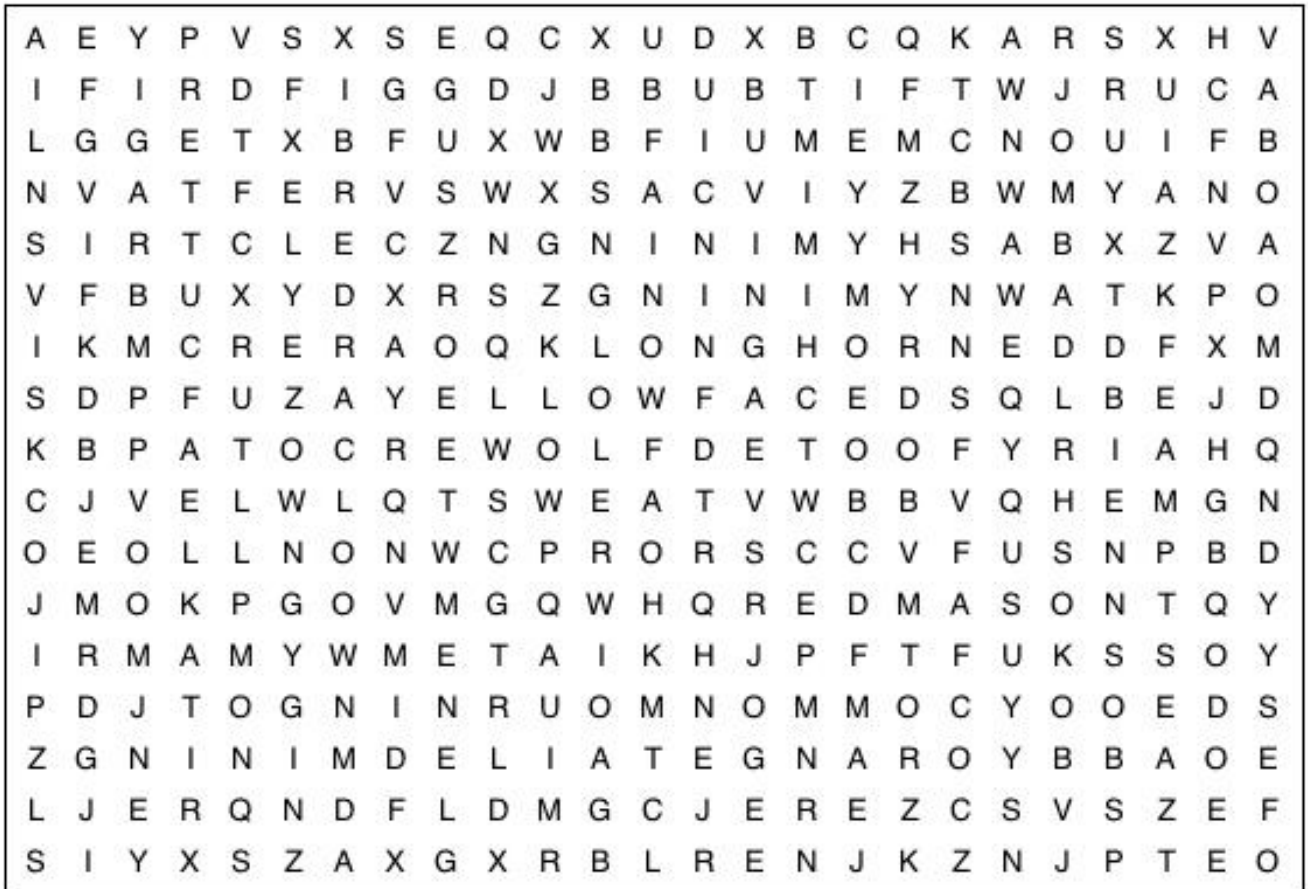 A E Y P V S X S E Q C X U D X B C Q K A R S X H V
I F I R D F I G G D J B B U B T I F T W J R U C A
L G G E T X B F U X W B F I U M E M C N O U I F B
N V A T F E R V S W X S A C V I Y Z B W M Y A N O
S I R T C L E C Z N G N I N I M Y H S A B X Z V A
V F B U X Y D X R S Z G N I N I M Y N W A T K P O
I K M C R E R A O Q K L O N G H O R N E D D F X M
S D P F U Z A Y E L L O W F A C E D S Q L B E J D
K B P A T O C R E W O L F D E T O O F Y R I A H Q
C J V E L W L Q T S W E A T V W B B V Q H E M G N
O E O L L N O N W C P R O R S C C V F U S N P B D
J M O K P G O V M G Q W H Q R E D M A S O N T Q Y
I R M A M Y W M E T A I K H J P F T F U K S S O Y
P D J T O G N I N R U O M N O M M O C Y O O E D S
Z G N I N I M D E L I A T E G N A R O Y B B A O E
L J E R Q N D F L D M G C J E R E Z C S V S Z E F
S I Y X S Z A X G X R B L R E N J K Z N J P T E O